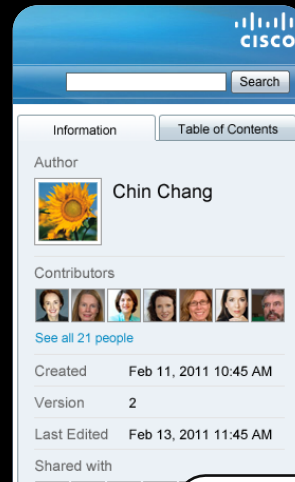 CISCO
Search
Information
Table of Contents
Author
Chin Chang
Contributors
See all 21 people
Created Feb 11, 2011 10:45 AM
Version 2
Last Edited Feb 13, 2011 11:45 AM
Shared with